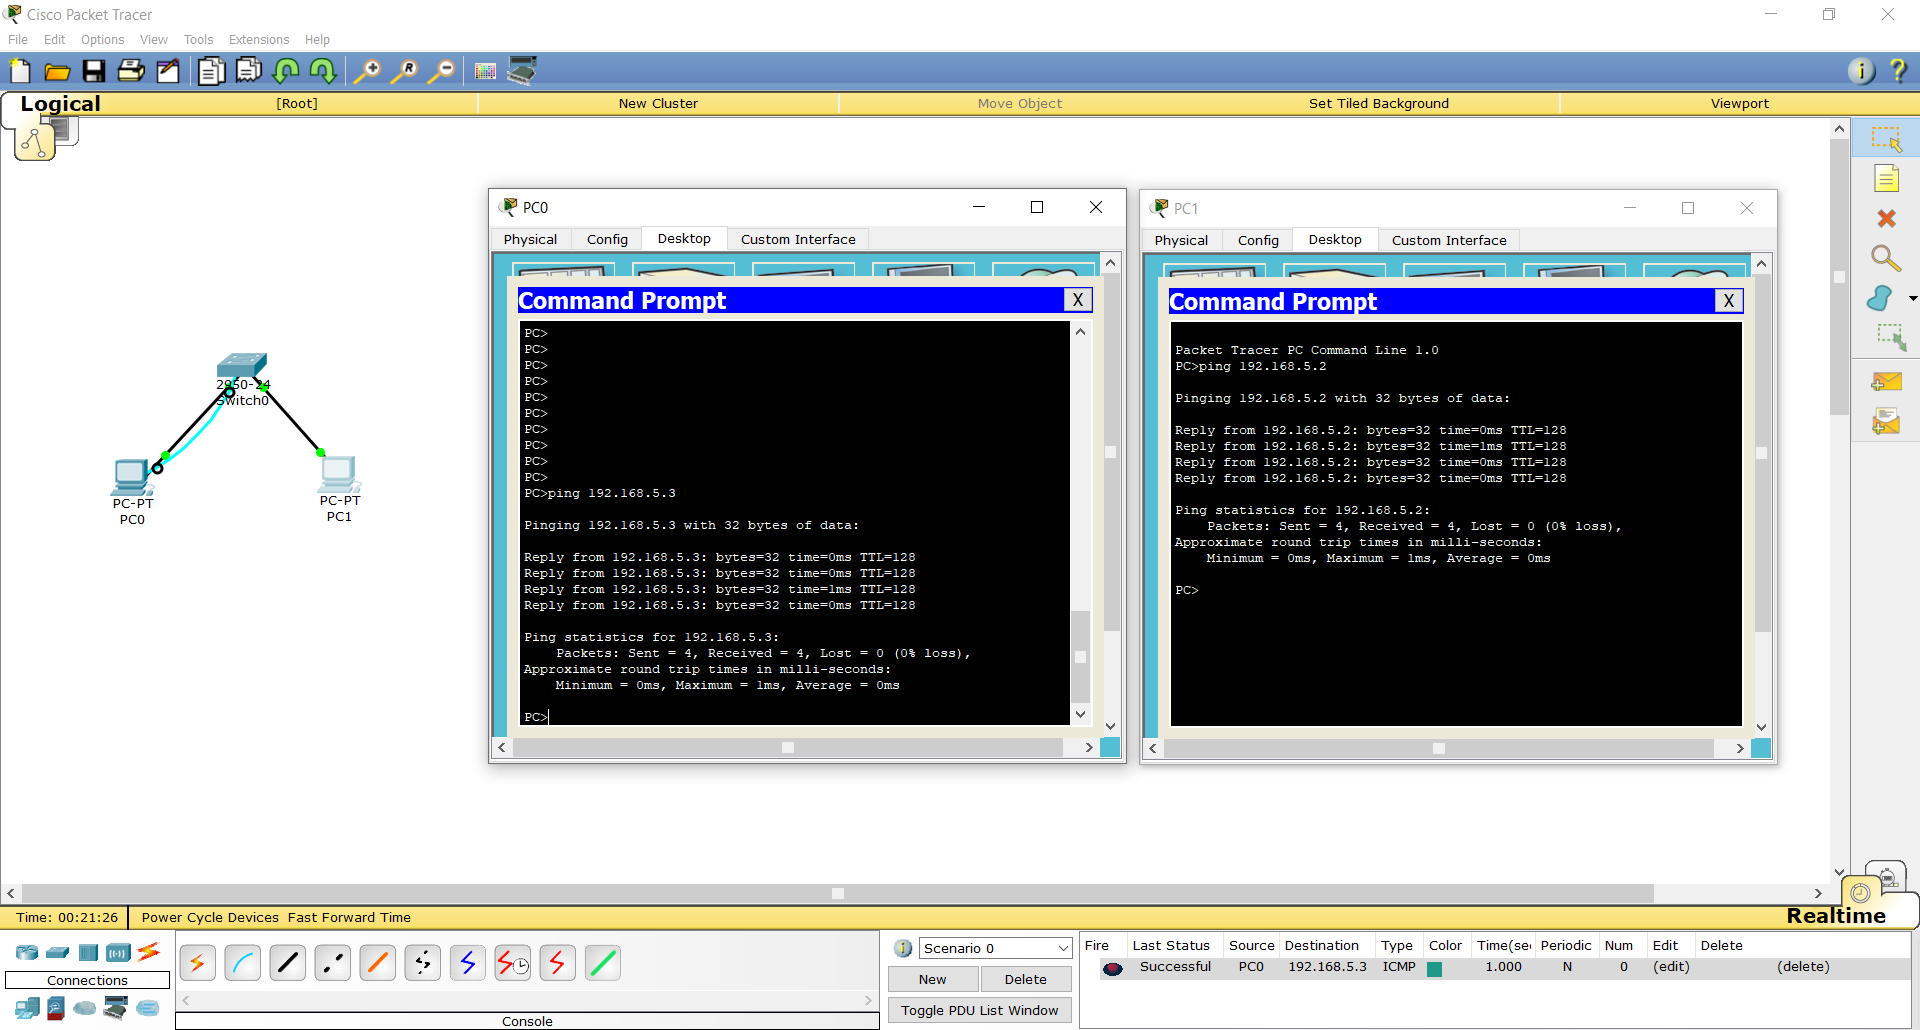 Cisco Packet Tracer
File Edit Options View Tools Extensions Help
Logical [Root] New Cluster Move Object Set Tiled Background Viewport
2950-24
Switch0
PC-PT
PC0
PC-PT
PC1
PC0
Physical Config Desktop Custom Interface
Command Prompt X
PC>
PC>
PC>
PC>
PC>
PC>
PC>
PC>
PC>
PC>
PC>ping 192.168.5.3
Pinging 192.168.5.3 with 32 bytes of data:
Reply from 192.168.5.3: bytes=32 time=0ms TTL=128
Reply from 192.168.5.3: bytes=32 time=0ms TTL=128
Reply from 192.168.5.3: bytes=32 time=1ms TTL=128
Reply from 192.168.5.3: bytes=32 time=0ms TTL=128
Ping statistics for 192.168.5.3:
Packets: Sent = 4, Received = 4, Lost = 0 (0% loss),
Approximate round trip times in milli-seconds:
Minimum = 0ms, Maximum = 1ms, Average = 0ms
PC>
PC1
Physical Config Desktop Custom Interface
Command Prompt X
Packet Tracer PC Command Line 1.0
PC>ping 192.168.5.2
Pinging 192.168.5.2 with 32 bytes of data:
Reply from 192.168.5.2: bytes=32 time=0ms TTL=128
Reply from 192.168.5.2: bytes=32 time=1ms TTL=128
Reply from 192.168.5.2: bytes=32 time=0ms TTL=128
Reply from 192.168.5.2: bytes=32 time=0ms TTL=128
Ping statistics for 192.168.5.2:
Packets: Sent = 4, Received = 4, Lost = 0 (0% loss),
Approximate round trip times in milli-seconds:
Minimum = 0ms, Maximum = 1ms, Average = 0ms
PC>
Time: 00:21:26 Power Cycle Devices Fast Forward Time
Realtime
Connections
Console
Scenario 0
New Delete
Toggle PDU List Window
Fire Last Status Source Destination Type Color Time(sec Periodic Num Edit Delete
Successful PC0 192.168.5.3 ICMP 1.000 N 0 (edit) (delete)